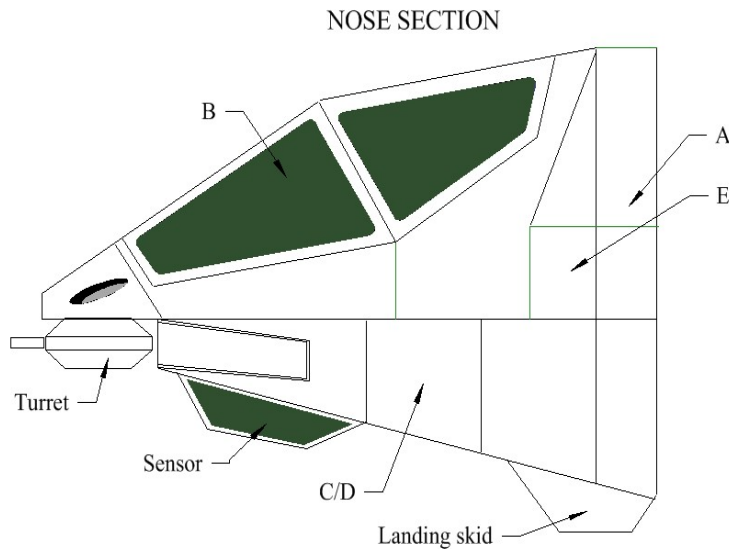 NOSE SECTION
B
A
E
Turret
Sensor
C/D
Landing skid